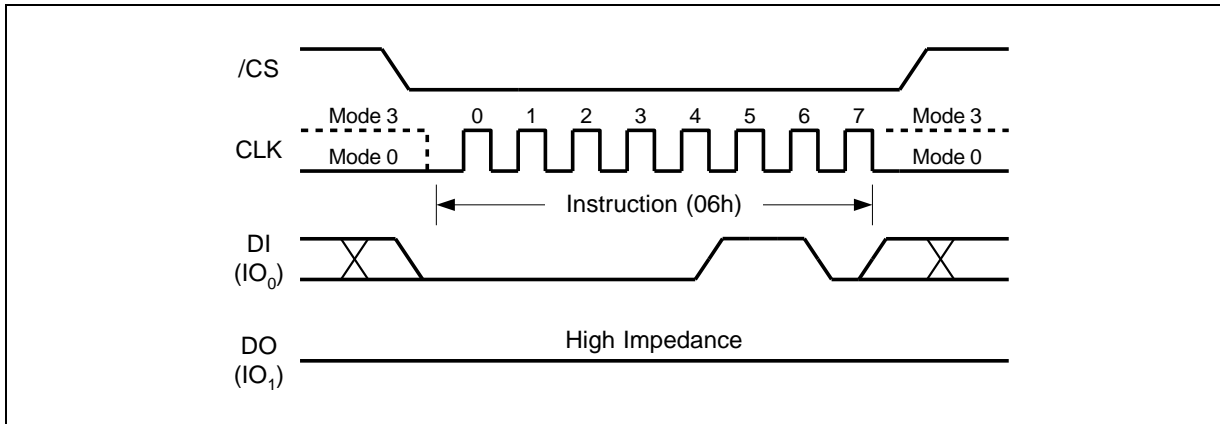 /CS
Mode 3 0 1 2 3 4 5 6 7 Mode 3
CLK
Mode 0 Mode 0
Instruction (06h)
DI
(IO₀)
High Impedance
DO
(IO₁)